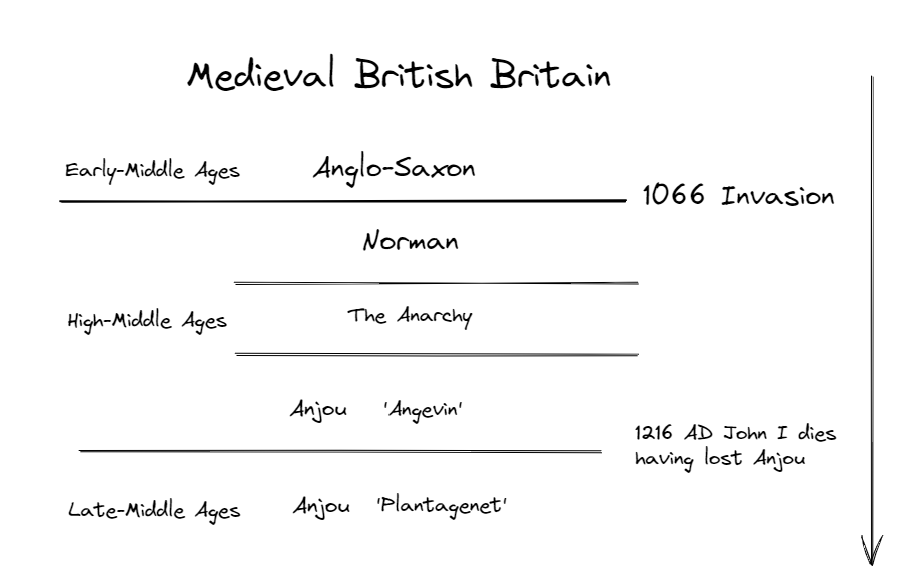 Medieval British Britain
Early-Middle Ages Anglo-Saxon
1066 Invasion
Norman
High-Middle Ages The Anarchy
Anjou 'Angevin'
1216 AD John I dies
having lost Anjou
Late-Middle Ages Anjou 'Plantagenet'